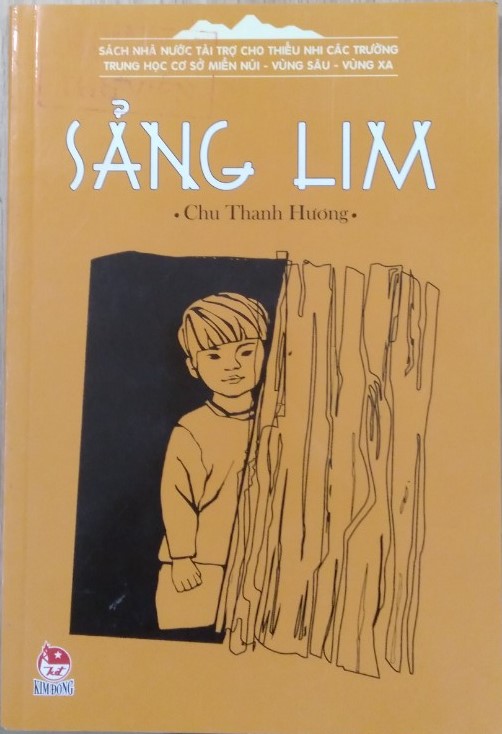 SÁCH NHÀ NƯỚC TÀI TRỢ CHO THIẾU NHI CÁC TRƯỜNG
TRUNG HỌC CƠ SỞ MIỀN NÚI - VÙNG SÂU - VÙNG XA
SẢNG LIM
• Chu Thanh Hương •
KIM ĐỒNG